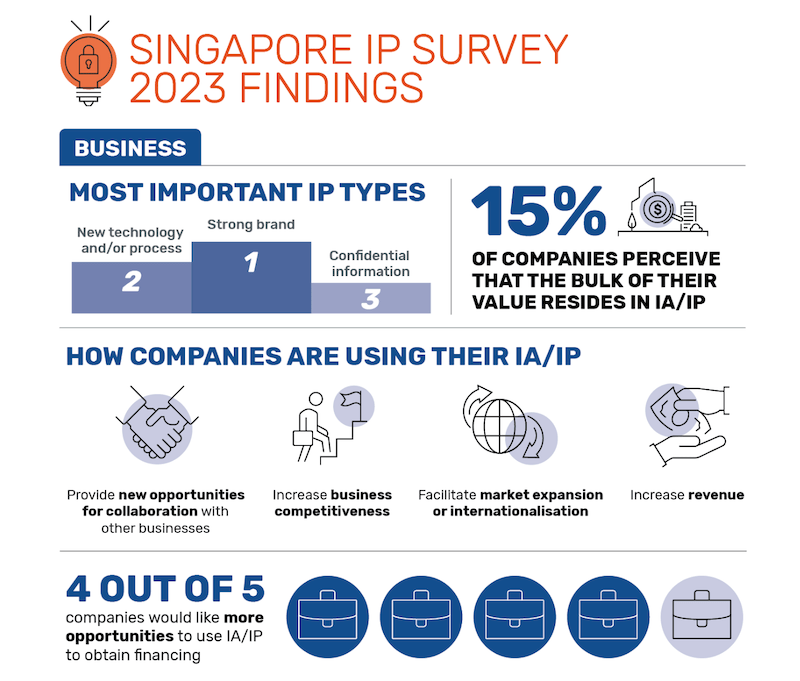 SINGAPORE IP SURVEY
2023 FINDINGS
BUSINESS
MOST IMPORTANT IP TYPES
New technology
and/or process
2
Strong brand
1
Confidential
information
3
15%
$
OF COMPANIES PERCEIVE
THAT THE BULK OF THEIR
VALUE RESIDES IN IA/IP
HOW COMPANIES ARE USING THEIR IA/IP
Provide new opportunities
for collaboration with
other businesses
Increase business
competitiveness
Facilitate market expansion
or internationalisation
Increase revenue
4 OUT OF 5
companies would like more
opportunities to use IA/IP
to obtain financing